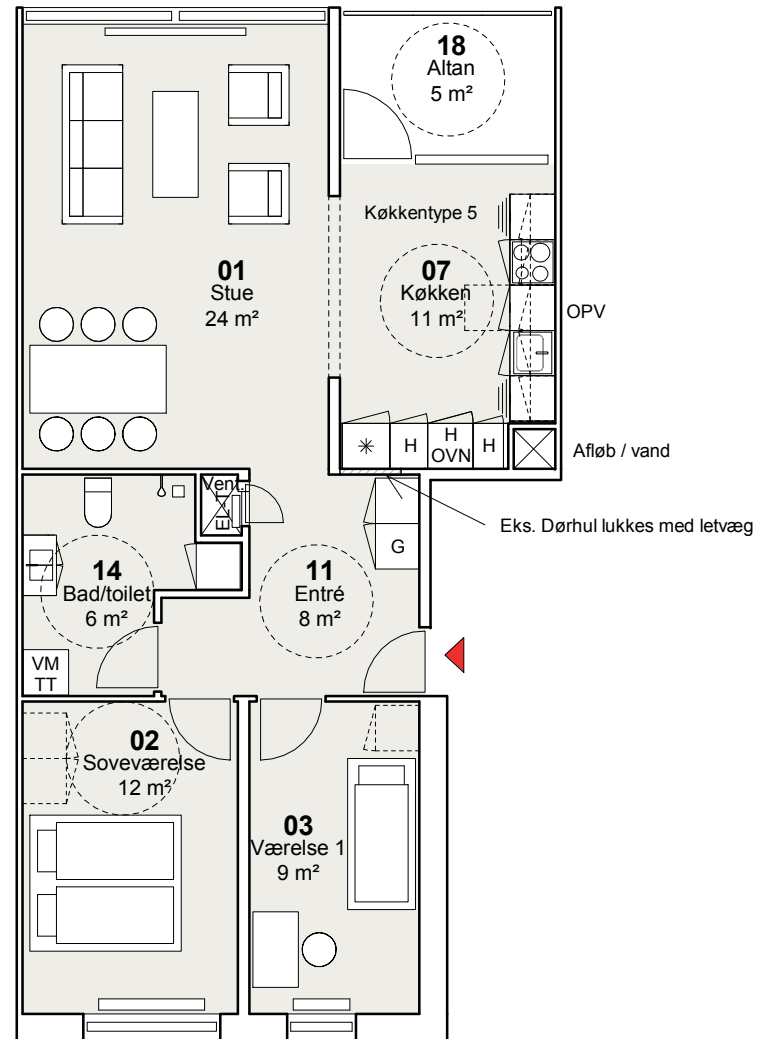 18
Altan
5 m²
Køkkentype 5
01
Stue
24 m²
07
Køkken
11 m²
OPV
H
H
OVN
H
Afløb / vand
Vent.
Eks. Dørhul lukkes med letvæg
G
14
Bad/toilet
6 m²
11
Entré
8 m²
VM
TT
02
Soveværelse
12 m²
03
Værelse 1
9 m²